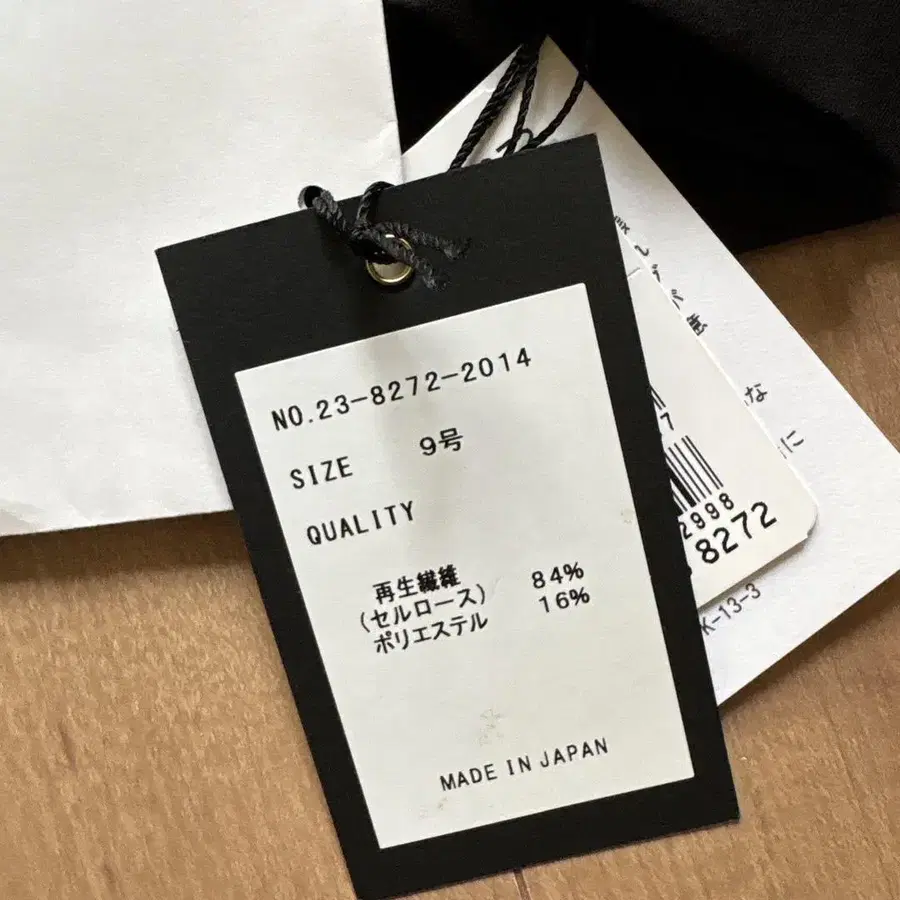 NO.23-8272-2014
SIZE 9号
QUALITY
再生繊維 84%
(セルロース)
ポリエステル 16%
MADE IN JAPAN
2998
8272
K-13-3